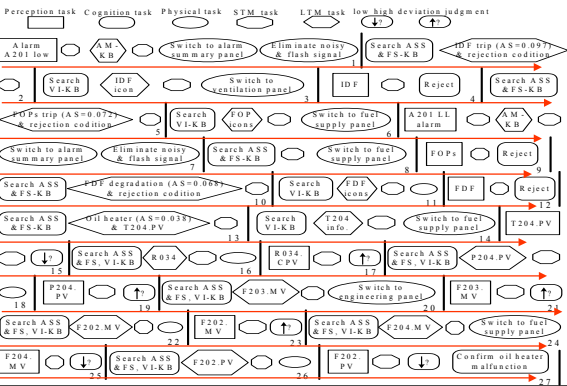 Perception task Cognition task Physical task STM task LTM task low high deviation judgment
↓? ↑?
Alarm A201 low AM-KB Switch to alarm summary panel Eliminate noisy & flash signal 1 Search ASS & FS-KB IDF trip (AS=0.097) & rejection codition
2 Search VI-KB IDF icon Switch to ventilation panel 3 IDF Reject 4 Search ASS & FS-KB
FOPs trip (AS=0.072) & rejection codition 5 Search VI-KB FOP icons Switch to fuel supply panel 6 A201 LL alarm AM-KB
Switch to alarm summary panel Eliminate noisy & flash signal 7 Search ASS & FS-KB Switch to fuel supply panel 8 FOPs Reject 9
Search ASS & FS-KB FDF degradation (AS=0.068) & rejection codition 10 Search VI-KB FDF icons 11 FDF Reject 12
Search ASS & FS-KB Oil heater (AS=0.038) & T204.PV 13 Search VI-KB T204 info. Switch to fuel supply panel 14 T204.PV
↓? 15 Search ASS & FS, VI-KB R034 16 R034.CPV ↑? 17 Search ASS & FS, VI-KB P204.PV
18 P204.PV ↑? 19 Search ASS & FS, VI-KB F203.MV Switch to engineering panel 20 F203.MV ↑? 21
Search ASS & FS, VI-KB F202.MV 22 F202.MV ↑? 23 Search ASS & FS, VI-KB F204.MV Switch to fuel supply panel 24
F204.MV ↓? 25 Search ASS & FS, VI-KB F202.PV 26 F202.PV ↓? Confirm oil heater malfunction 27